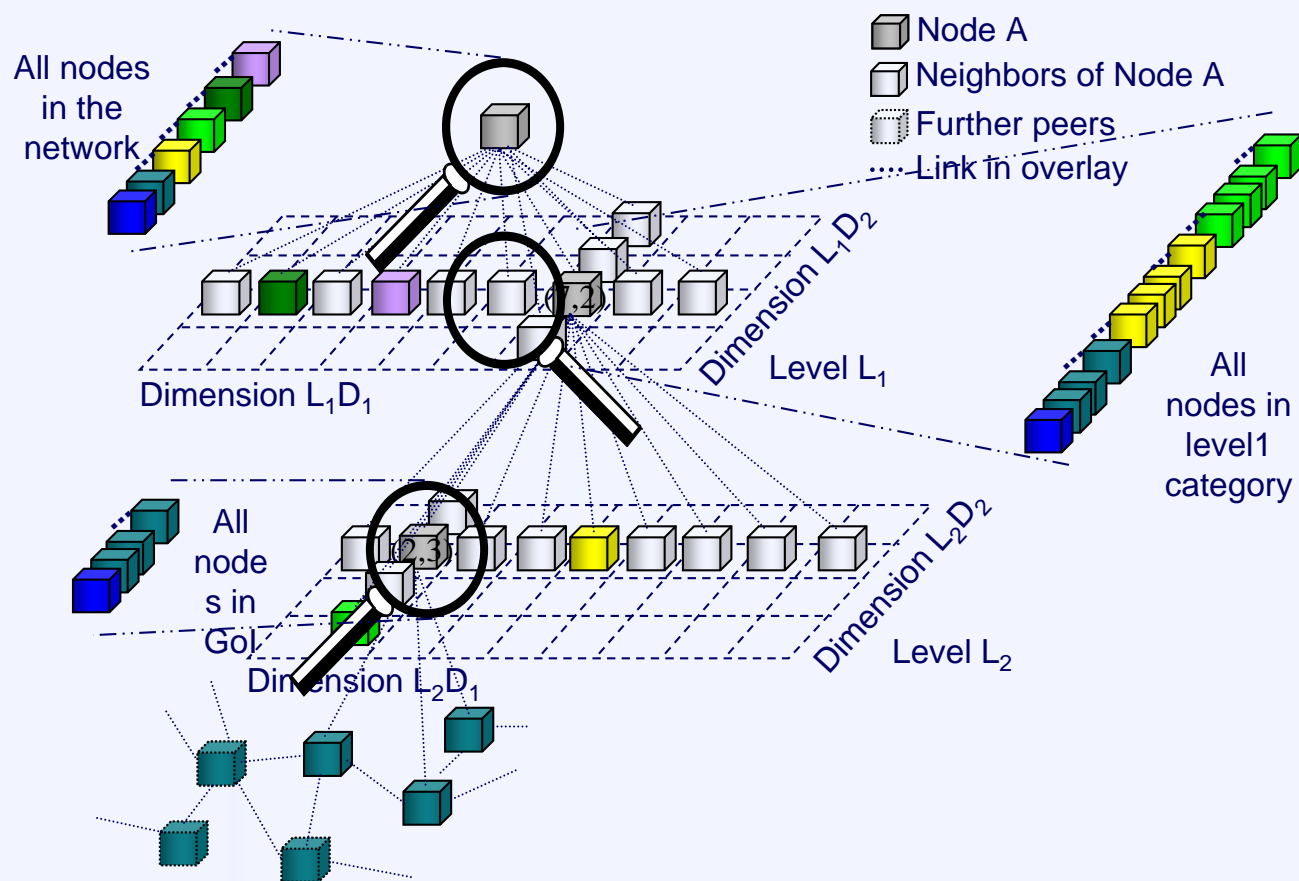 All nodes
in the
network
Node A
Neighbors of Node A
Further peers
Link in overlay
(7,2)
Dimension L₁D₂
Dimension L₁D₁
Level L₁
All
nodes in
level1
category
All
node
s in
GoI
(2,3)
Dimension L₂D₂
Level L₂
Dimension L₂D₁